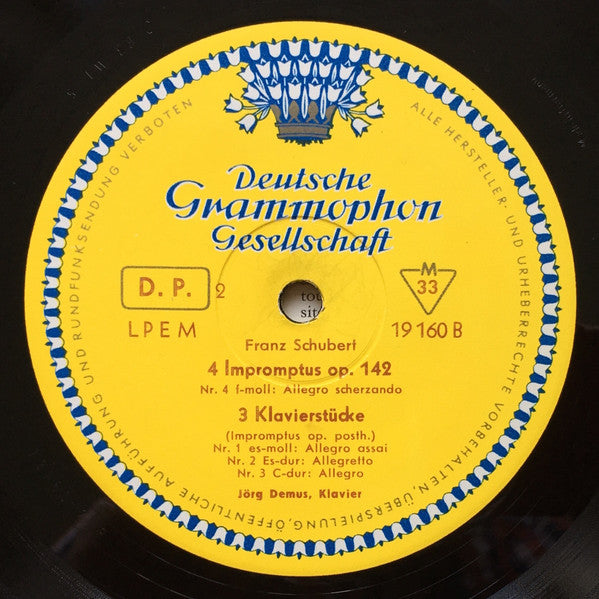 ALLE HERSTELLER- UND URHEBERRECHTE VORBEHALTEN, ÜBERSPIELUNG, ÖFFENTLICHE AUFFÜHRUNG UND RUNDFUNKSENDUNG VERBOTEN
Deutsche
Grammophon
Gesellschaft
D. P. 2
M
33
LPEM
19 160 B
Franz Schubert
4 Impromptus op. 142
Nr. 4 f-moll: Allegro scherzando
3 Klavierstücke
(Impromptus op. posth.)
Nr. 1 es-moll: Allegro assai
Nr. 2 Es-dur: Allegretto
Nr. 3 C-dur: Allegro
Jörg Demus, Klavier